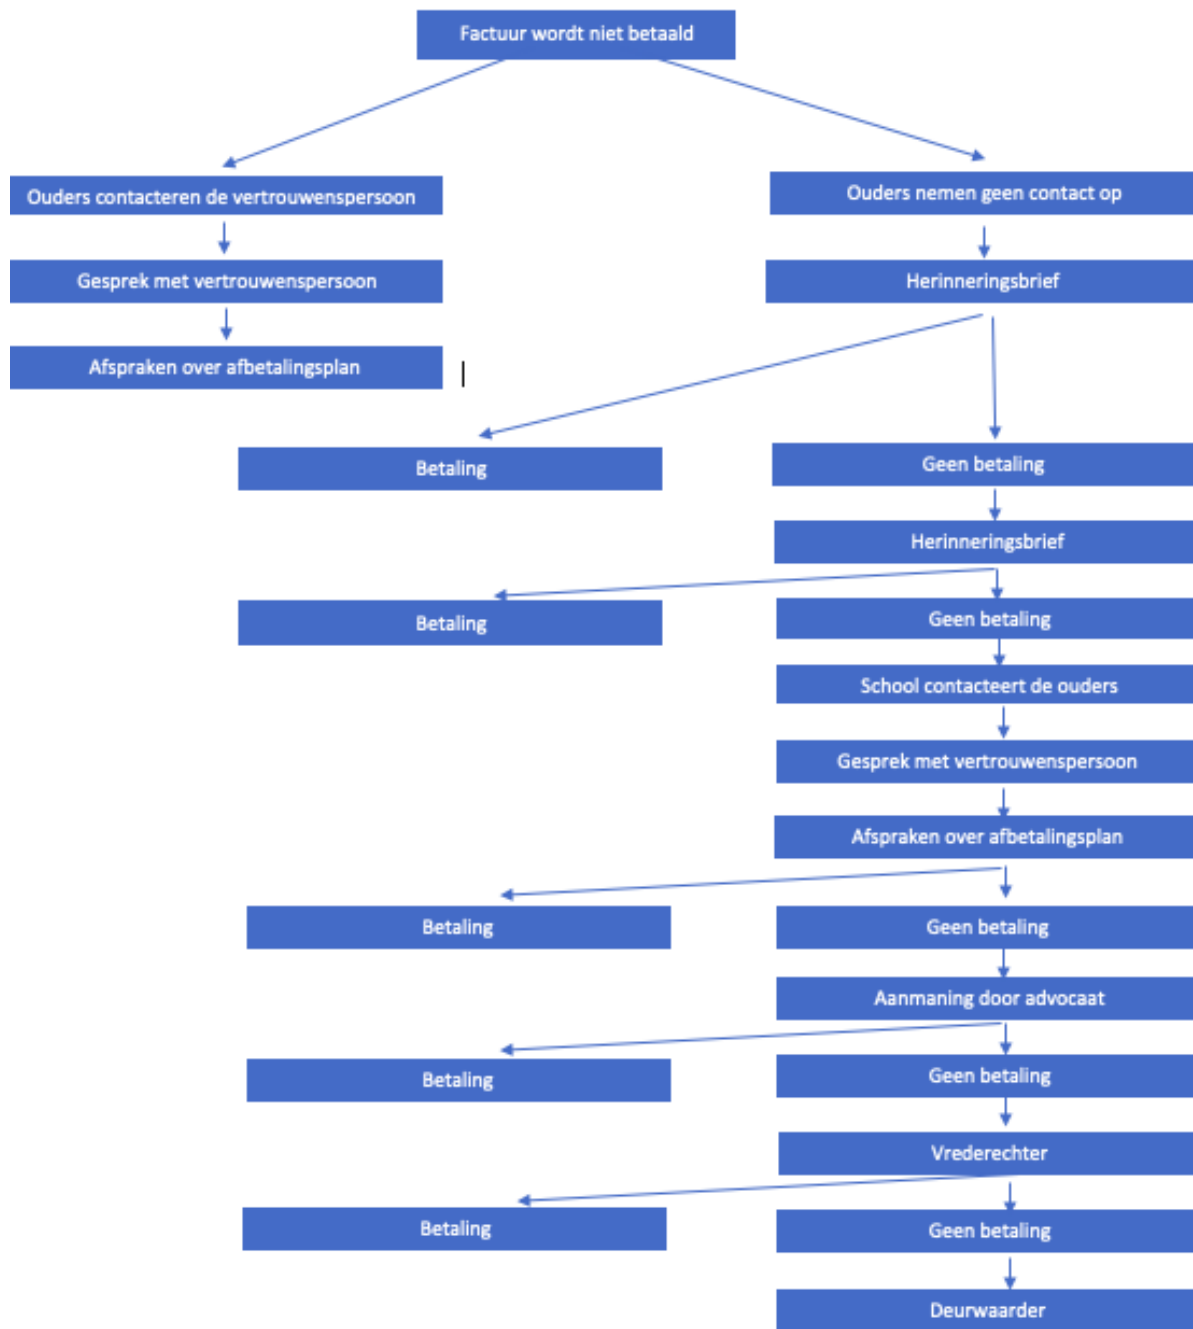 Factuur wordt niet betaald
Ouders contacteren de vertrouwenspersoon
Ouders nemen geen contact op
Gesprek met vertrouwenspersoon
Herinneringsbrief
Afspraken over afbetalingsplan
Betaling
Geen betaling
Herinneringsbrief
Betaling
Geen betaling
School contacteert de ouders
Gesprek met vertrouwenspersoon
Afspraken over afbetalingsplan
Betaling
Geen betaling
Aanmaning door advocaat
Betaling
Geen betaling
Vrederechter
Betaling
Geen betaling
Deurwaarder